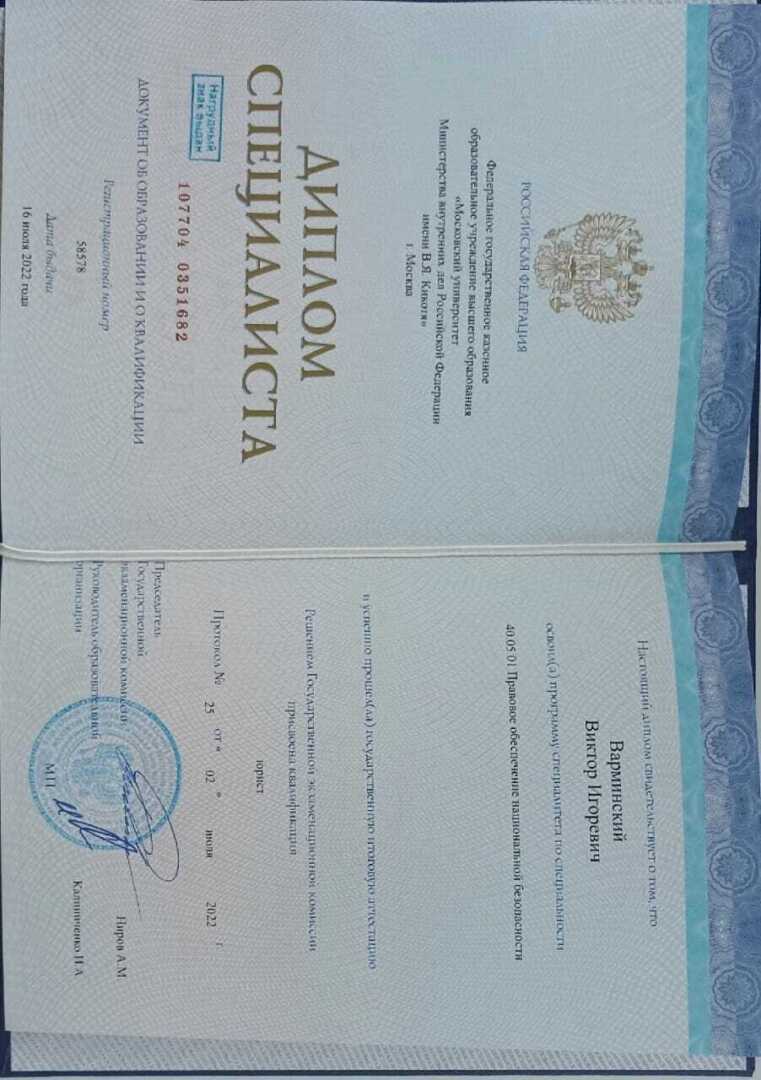 РОССИЙСКАЯ ФЕДЕРАЦИЯ
Федеральное государственное казенное
образовательное учреждение высшего образования
«Московский университет
Министерства внутренних дел Российской Федерации
имени В.Я. Кикотя»
г. Москва
ДИПЛОМ
СПЕЦИАЛИСТА
Нагрудный
знак выдан
107704 0351682
ДОКУМЕНТ ОБ ОБРАЗОВАНИИ И О КВАЛИФИКАЦИИ
Регистрационный номер
58578
Дата выдачи
16 июля 2022 года
Настоящий диплом свидетельствует о том, что
Варминский
Виктор Игоревич
освоил(а) программу специалитета по специальности
40.05.01 Правовое обеспечение национальной безопасности
и успешно прошел(ла) государственную итоговую аттестацию
Решением Государственной экзаменационной комиссии
присвоена квалификация
юрист
Протокол № 25 от « 02 » июля 2022 г.
Председатель
Государственной
экзаменационной комиссии
Ниров А.М.
Руководитель образовательной
организации
Калиниченко И.А.
М.П.